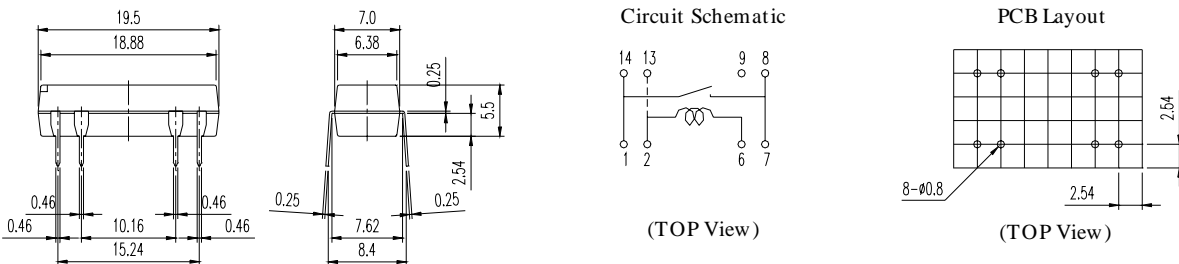 19.5
18.88
0.25
5.5
2.54
0.46
0.46
0.46
10.16
0.46
15.24
7.0
6.38
0.25
0.25
7.62
8.4
Circuit Schematic
14 13 9 8
1 2 6 7
(TOP View)
PCB Layout
2.54
8-ø0.8
2.54
(TOP View)